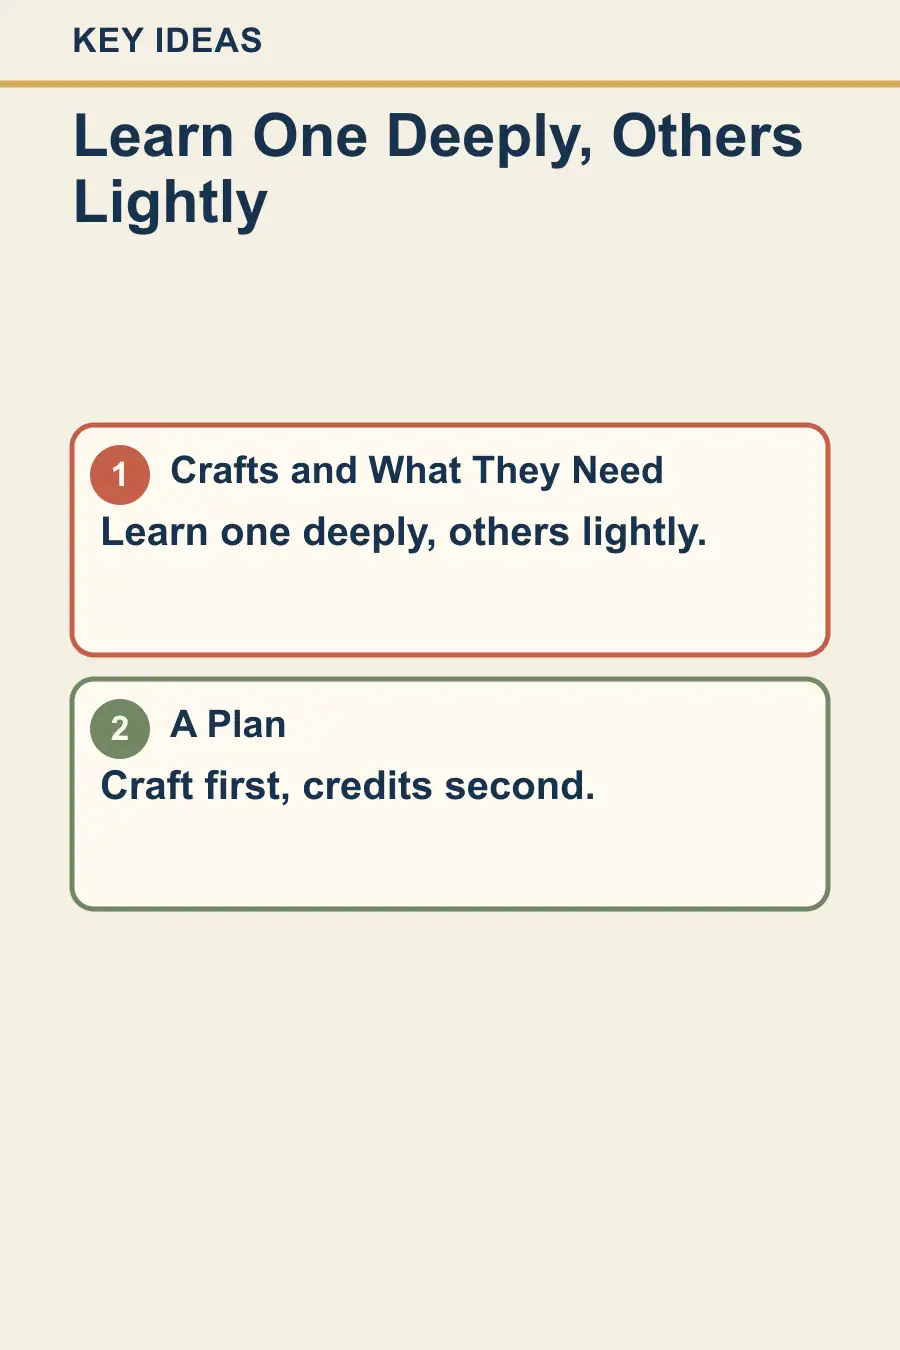 KEY IDEAS
Learn One Deeply, Others
Lightly
1 Crafts and What They Need
Learn one deeply, others lightly.
2 A Plan
Craft first, credits second.